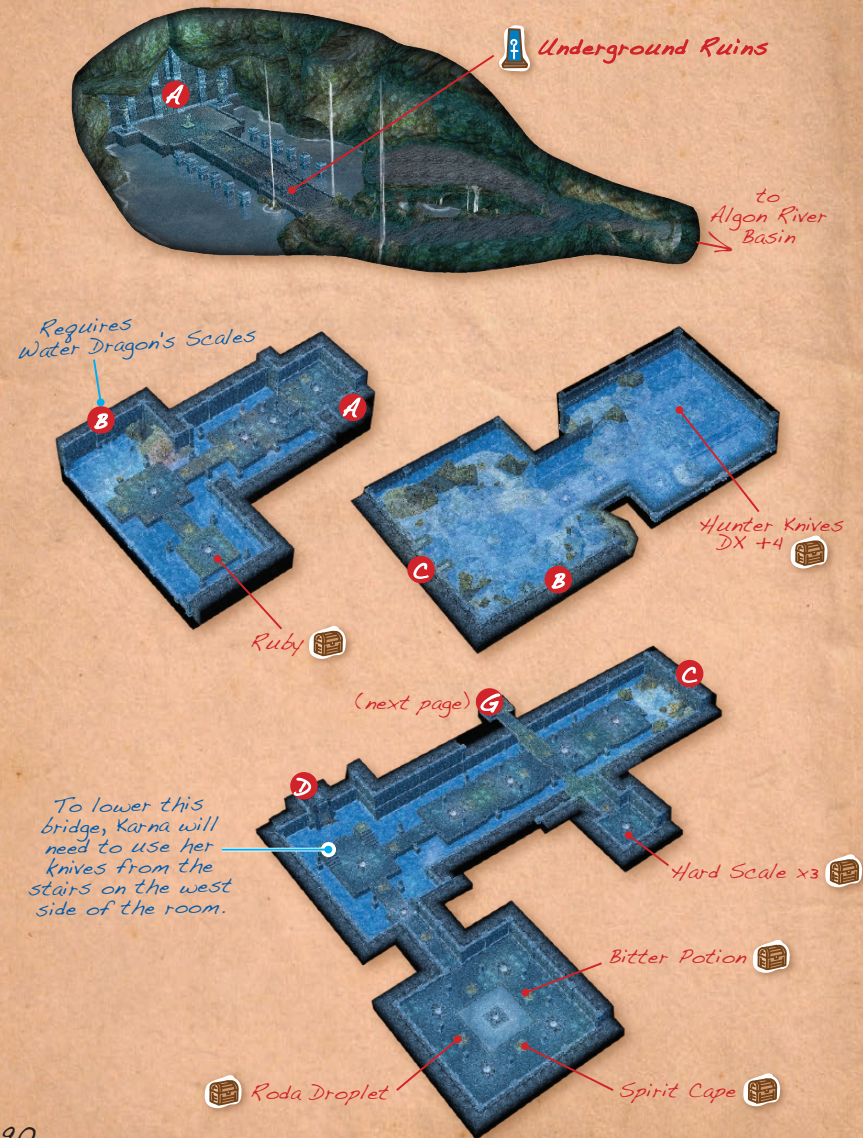 Underground Ruins
A
to
Algon River
Basin
Requires
Water Dragon's Scales
B
A
Hunter Knives
DX +4
C
B
Ruby
C
(next page)
G
D
To lower this
bridge, Karna will
need to use her
knives from the
stairs on the west
side of the room.
Hard Scale x3
Bitter Potion
Roda Droplet
Spirit Cape